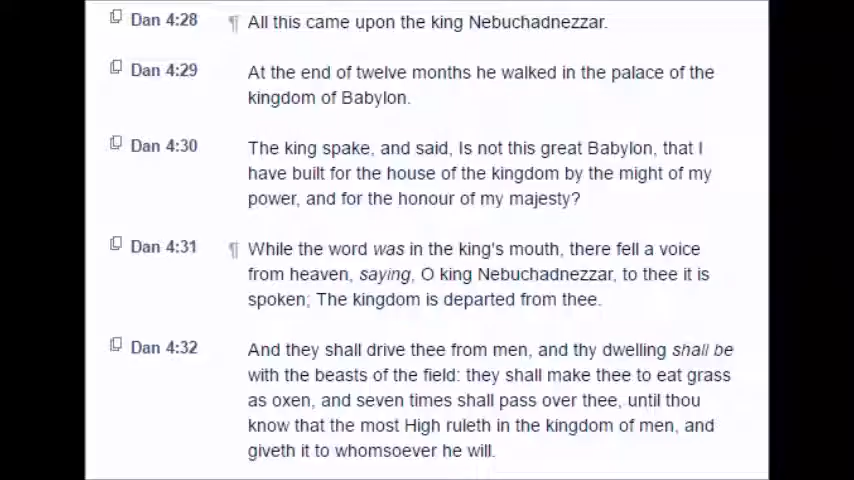 Dan 4:28 ¶ All this came upon the king Nebuchadnezzar.
Dan 4:29 At the end of twelve months he walked in the palace of the
kingdom of Babylon.
Dan 4:30 The king spake, and said, Is not this great Babylon, that I
have built for the house of the kingdom by the might of my
power, and for the honour of my majesty?
Dan 4:31 ¶ While the word was in the king's mouth, there fell a voice
from heaven, saying, O king Nebuchadnezzar, to thee it is
spoken; The kingdom is departed from thee.
Dan 4:32 And they shall drive thee from men, and thy dwelling shall be
with the beasts of the field: they shall make thee to eat grass
as oxen, and seven times shall pass over thee, until thou
know that the most High ruleth in the kingdom of men, and
giveth it to whomsoever he will.